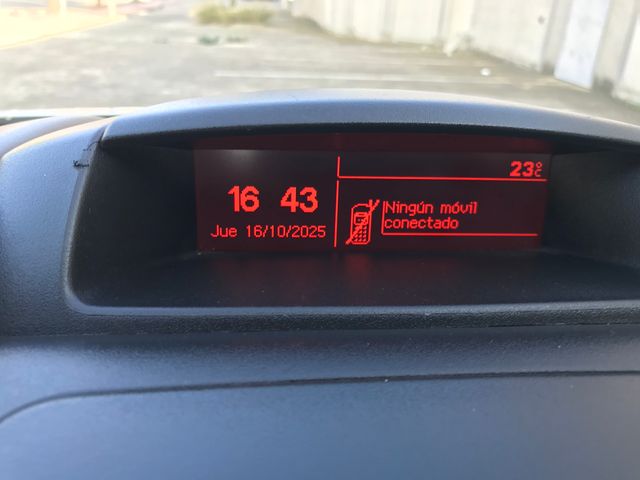 23°C
16 43
Jue 16/10/2025
Ningún móvil
conectado